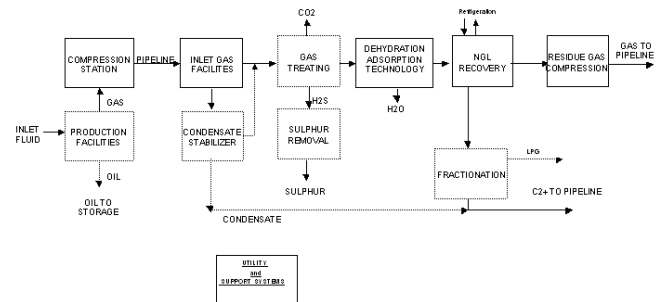 CO2
Refrigeration
COMPRESSION
STATION
PIPELINE
INLET GAS
FACILITES
GAS
TREATING
DEHYDRATION
ADSORPTION
TECHNOLOGY
NGL
RECOVERY
RESIDUE GAS
COMPRESSION
GAS TO
PIPELINE
GAS
H2S
H2O
INLET
FLUID
PRODUCTION
FACILITIES
CONDENSATE
STABILIZER
SULPHUR
REMOVAL
LPG
FRACTIONATION
OIL
SULPHUR
C2+ TO PIPELINE
OIL TO
STORAGE
CONDENSATE
UTILITY
and
SUPPORT SYSTEMS